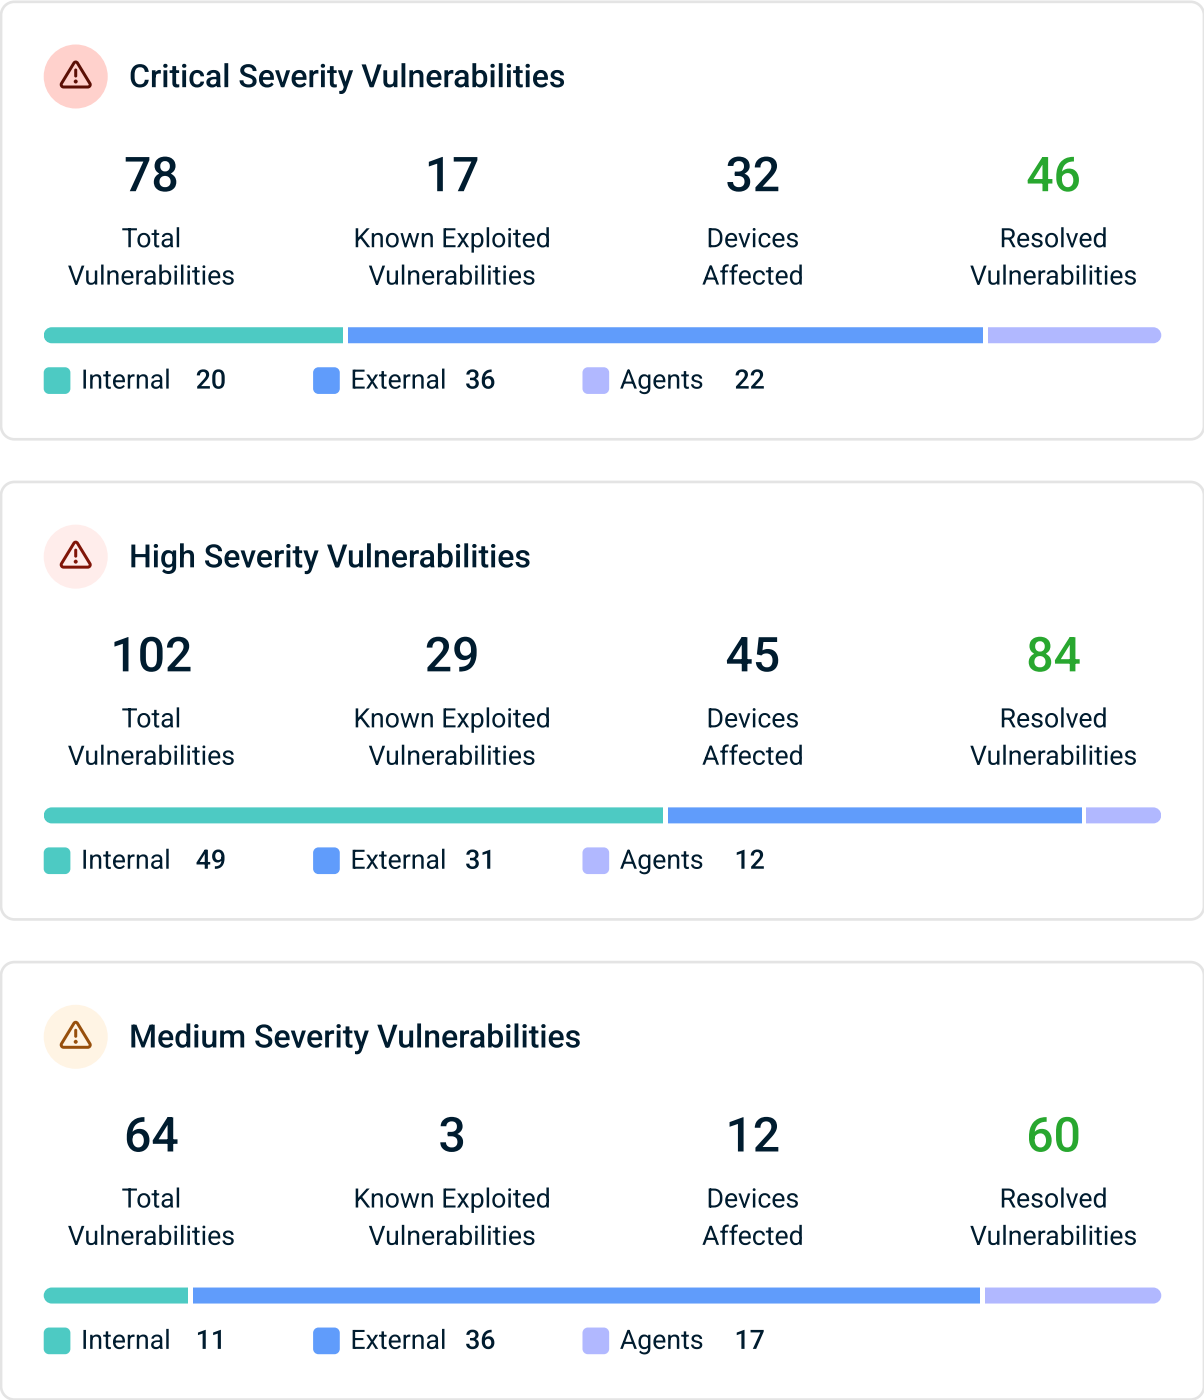 Critical Severity Vulnerabilities
78 17 32 46
Total Known Exploited Devices Resolved
Vulnerabilities Vulnerabilities Affected Vulnerabilities
Internal 20 External 36 Agents 22
High Severity Vulnerabilities
102 29 45 84
Total Known Exploited Devices Resolved
Vulnerabilities Vulnerabilities Affected Vulnerabilities
Internal 49 External 31 Agents 12
Medium Severity Vulnerabilities
64 3 12 60
Total Known Exploited Devices Resolved
Vulnerabilities Vulnerabilities Affected Vulnerabilities
Internal 11 External 36 Agents 17